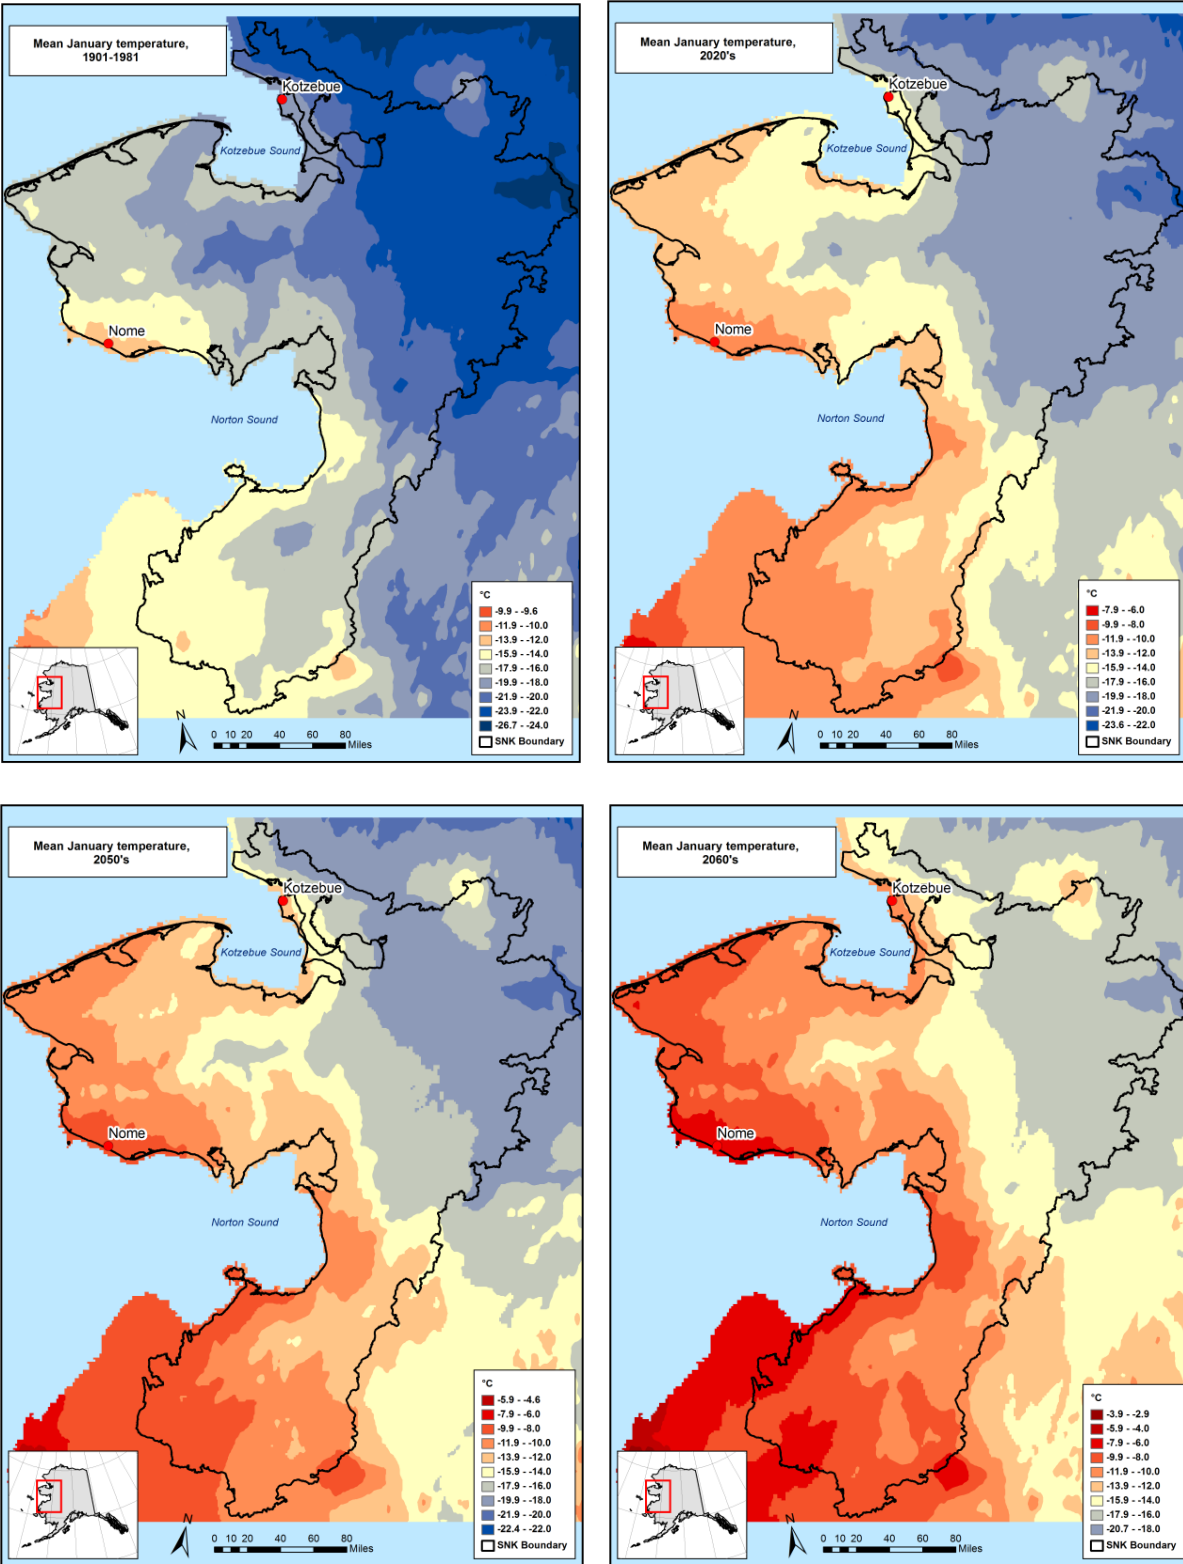 Mean January temperature,
1901-1981
Kotzebue
Kotzebue Sound
Nome
Norton Sound
°C
-9.9 - -9.6
-11.9 - -10.0
-13.9 - -12.0
-15.9 - -14.0
-17.9 - -16.0
-19.9 - -18.0
-21.9 - -20.0
-23.9 - -22.0
-26.7 - -24.0
SNK Boundary
N
0 10 20 40 60 80
Miles
Mean January temperature,
2020's
Kotzebue
Kotzebue Sound
Nome
Norton Sound
°C
-7.9 - -6.0
-9.9 - -8.0
-11.9 - -10.0
-13.9 - -12.0
-15.9 - -14.0
-17.9 - -16.0
-19.9 - -18.0
-21.9 - -20.0
-23.6 - -22.0
SNK Boundary
N
0 10 20 40 60 80
Miles
Mean January temperature,
2050's
Kotzebue
Kotzebue Sound
Nome
Norton Sound
°C
-5.9 - -4.6
-7.9 - -6.0
-9.9 - -8.0
-11.9 - -10.0
-13.9 - -12.0
-15.9 - -14.0
-17.9 - -16.0
-19.9 - -18.0
-21.9 - -20.0
-22.4 - -22.0
SNK Boundary
N
0 10 20 40 60 80
Miles
Mean January temperature,
2060's
Kotzebue
Kotzebue Sound
Nome
Norton Sound
°C
-3.9 - -2.9
-5.9 - -4.0
-7.9 - -6.0
-9.9 - -8.0
-11.9 - -10.0
-13.9 - -12.0
-15.9 - -14.0
-17.9 - -16.0
-20.7 - -18.0
SNK Boundary
N
0 10 20 40 60 80
Miles